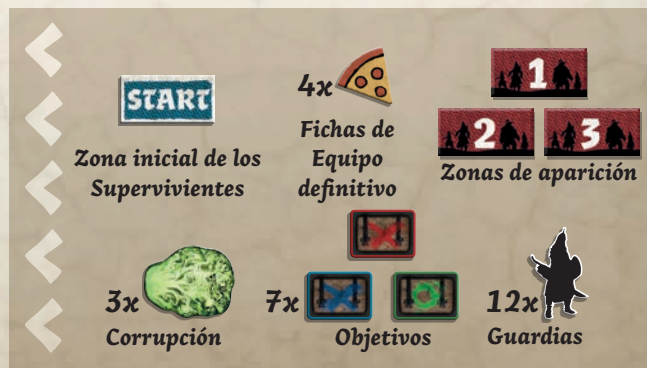 START
Zona inicial de los
Supervivientes
4x
Fichas de
Equipo
definitivo
1
2
3
Zonas de aparición
3x
Corrupción
7x
Objetivos
12x
Guardias